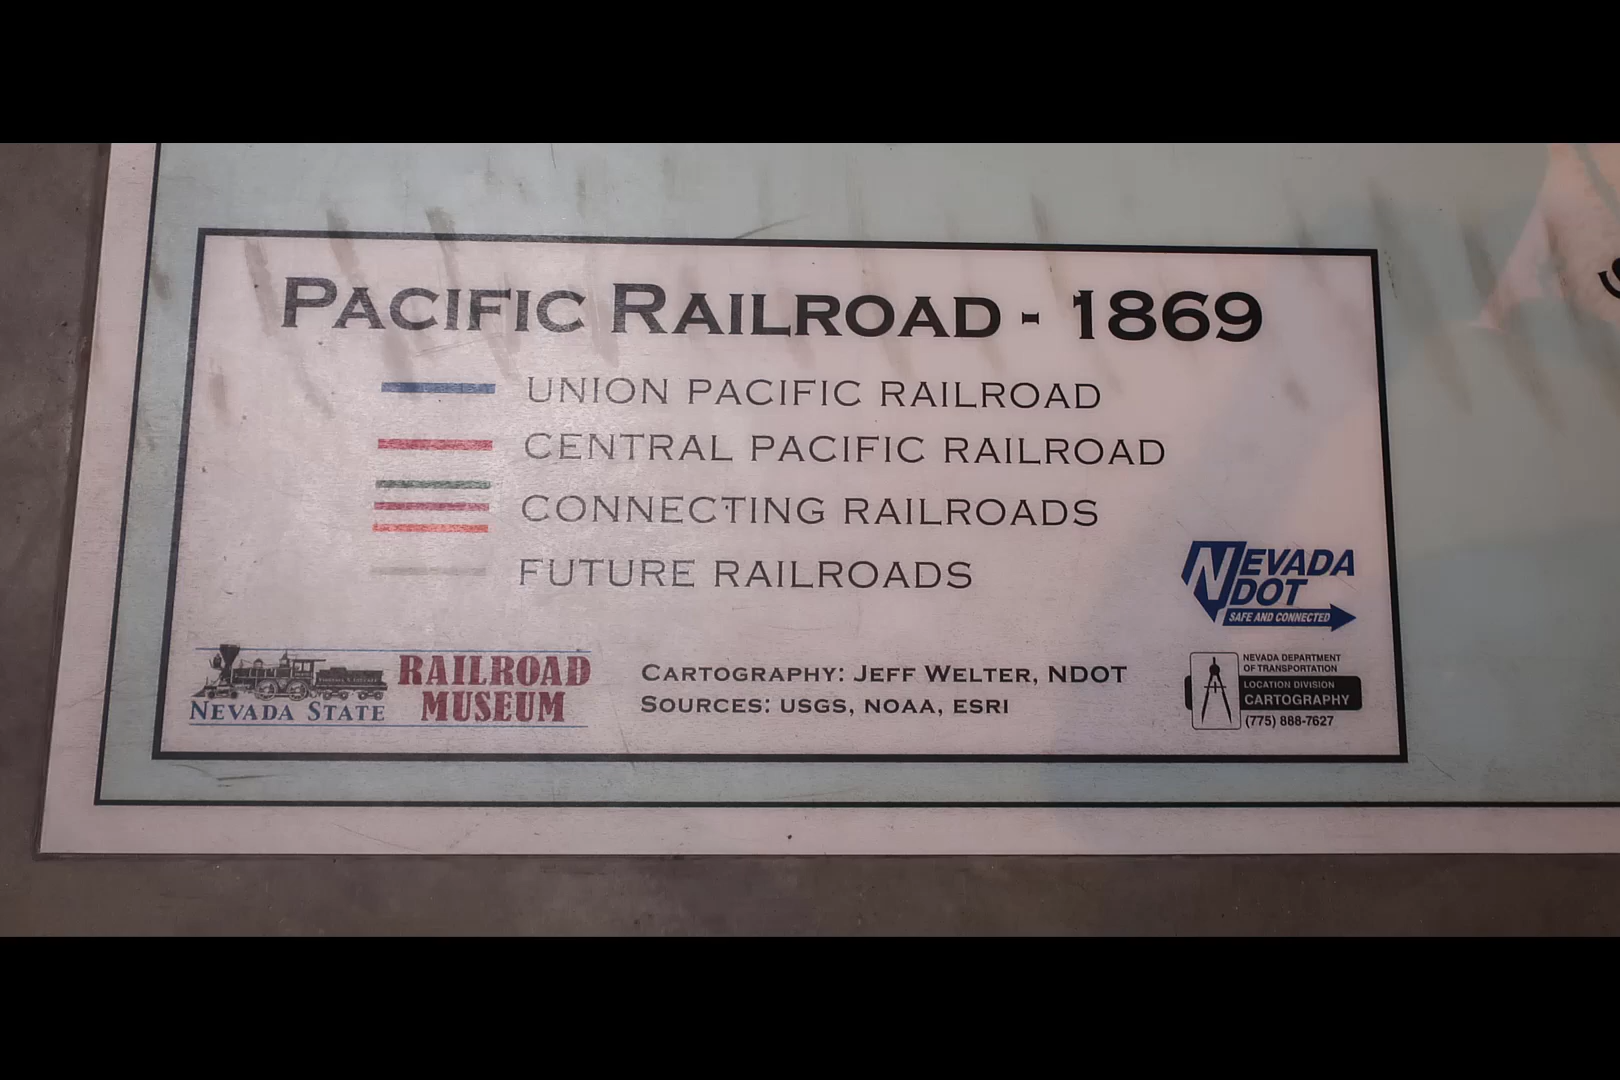 PACIFIC RAILROAD - 1869
UNION PACIFIC RAILROAD
CENTRAL PACIFIC RAILROAD
CONNECTING RAILROADS
FUTURE RAILROADS
NEVADA
DOT
SAFE AND CONNECTED
RAILROAD
MUSEUM
NEVADA STATE
CARTOGRAPHY: JEFF WELTER, NDOT
SOURCES: USGS, NOAA, ESRI
NEVADA DEPARTMENT
OF TRANSPORTATION
LOCATION DIVISION
CARTOGRAPHY
(775) 888-7627